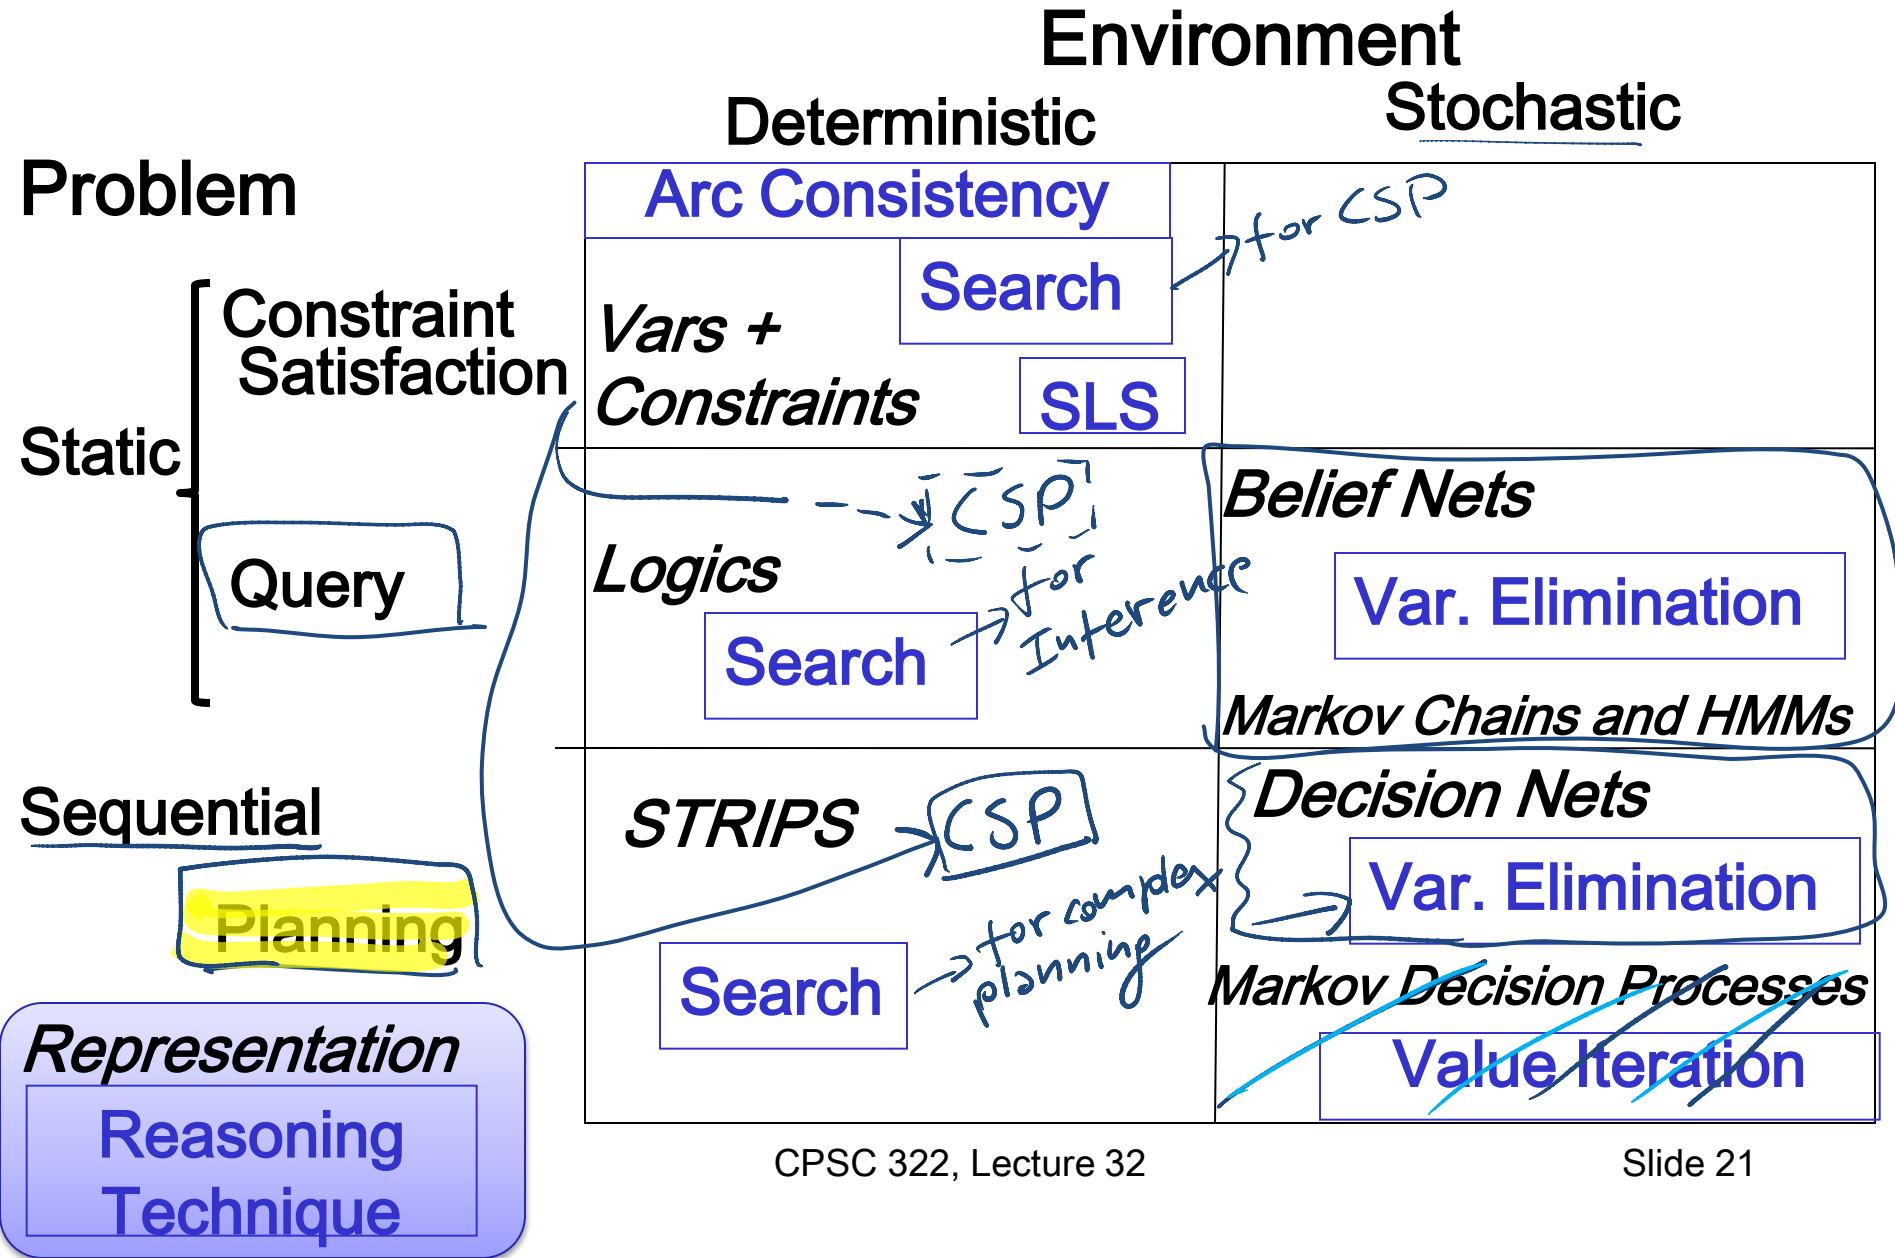 Environment
Deterministic
Stochastic
Problem
Arc Consistency
Search
for CSP
Constraint
Satisfaction
Vars +
Constraints
SLS
Static
CSP
Belief Nets
Query
Logics
for
Inference
Search
Var. Elimination
Markov Chains and HMMs
Sequential
STRIPS
CSP
Decision Nets
Planning
Var. Elimination
Search
for complex
planning
Markov Decision Processes
Value Iteration
Representation
Reasoning
Technique
CPSC 322, Lecture 32
Slide 21